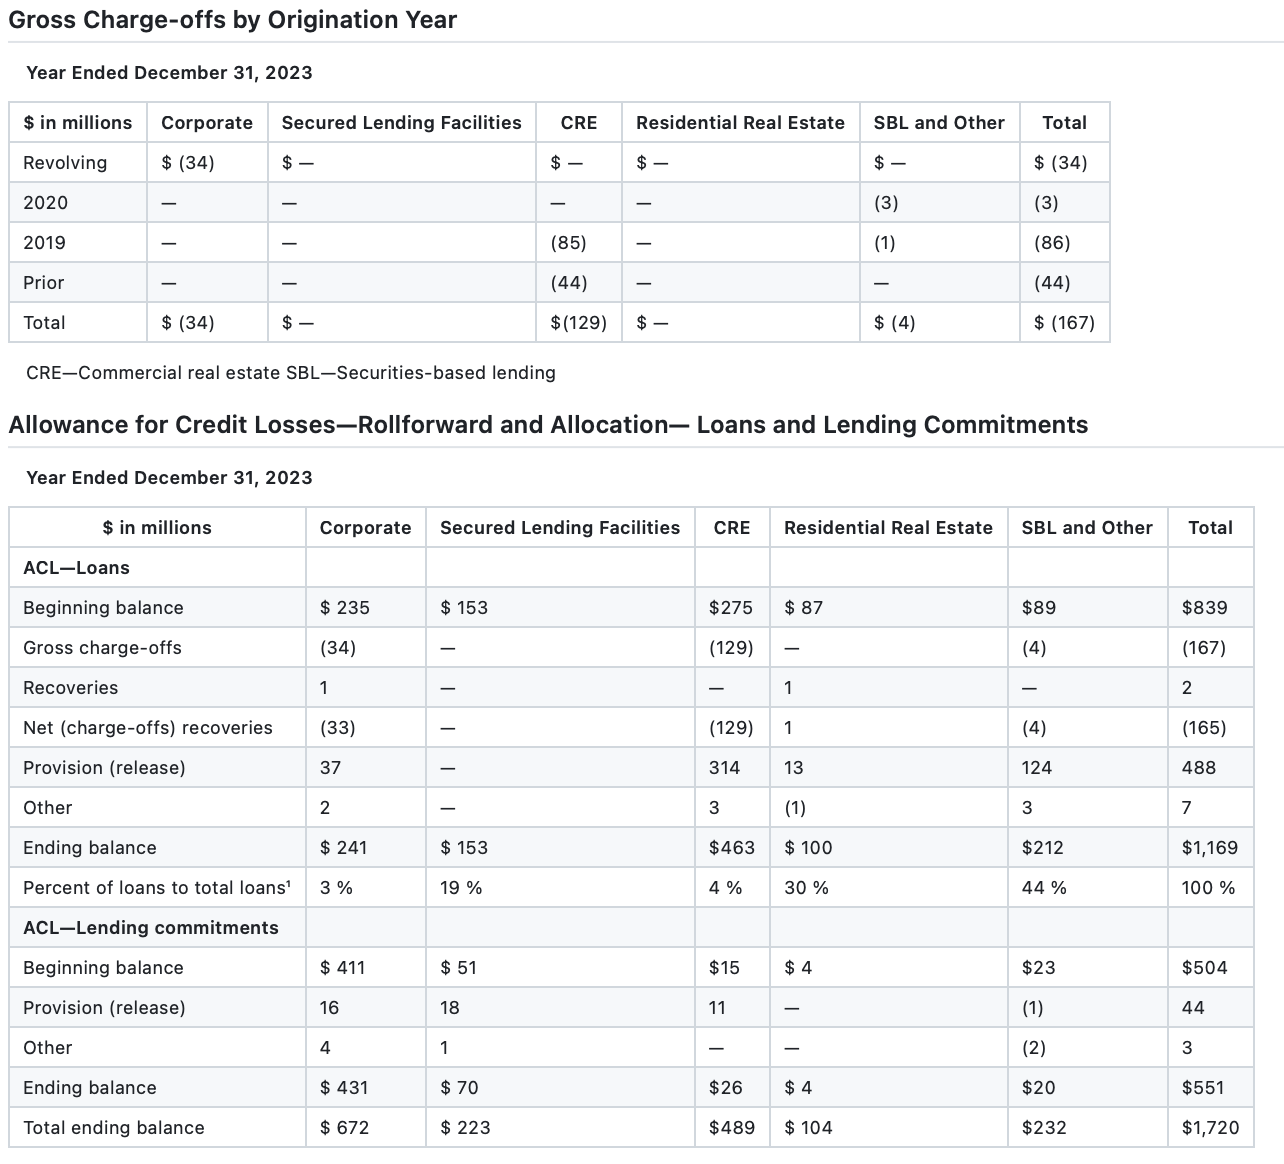 Gross Charge-offs by Origination Year
Year Ended December 31, 2023
$ in millions Corporate Secured Lending Facilities CRE Residential Real Estate SBL and Other Total
Revolving $ (34) $ — $ — $ — $ — $ (34)
2020 — — — — (3) (3)
2019 — — (85) — (1) (86)
Prior — — (44) — — (44)
Total $ (34) $ — $(129) $ — $ (4) $ (167)
CRE—Commercial real estate SBL—Securities-based lending
Allowance for Credit Losses—Rollforward and Allocation— Loans and Lending Commitments
Year Ended December 31, 2023
$ in millions Corporate Secured Lending Facilities CRE Residential Real Estate SBL and Other Total
ACL—Loans
Beginning balance $ 235 $ 153 $275 $ 87 $89 $839
Gross charge-offs (34) — (129) — (4) (167)
Recoveries 1 — — 1 — 2
Net (charge-offs) recoveries (33) — (129) 1 (4) (165)
Provision (release) 37 — 314 13 124 488
Other 2 — 3 (1) 3 7
Ending balance $ 241 $ 153 $463 $ 100 $212 $1,169
Percent of loans to total loans¹ 3 % 19 % 4 % 30 % 44 % 100 %
ACL—Lending commitments
Beginning balance $ 411 $ 51 $15 $ 4 $23 $504
Provision (release) 16 18 11 — (1) 44
Other 4 1 — — (2) 3
Ending balance $ 431 $ 70 $26 $ 4 $20 $551
Total ending balance $ 672 $ 223 $489 $ 104 $232 $1,720